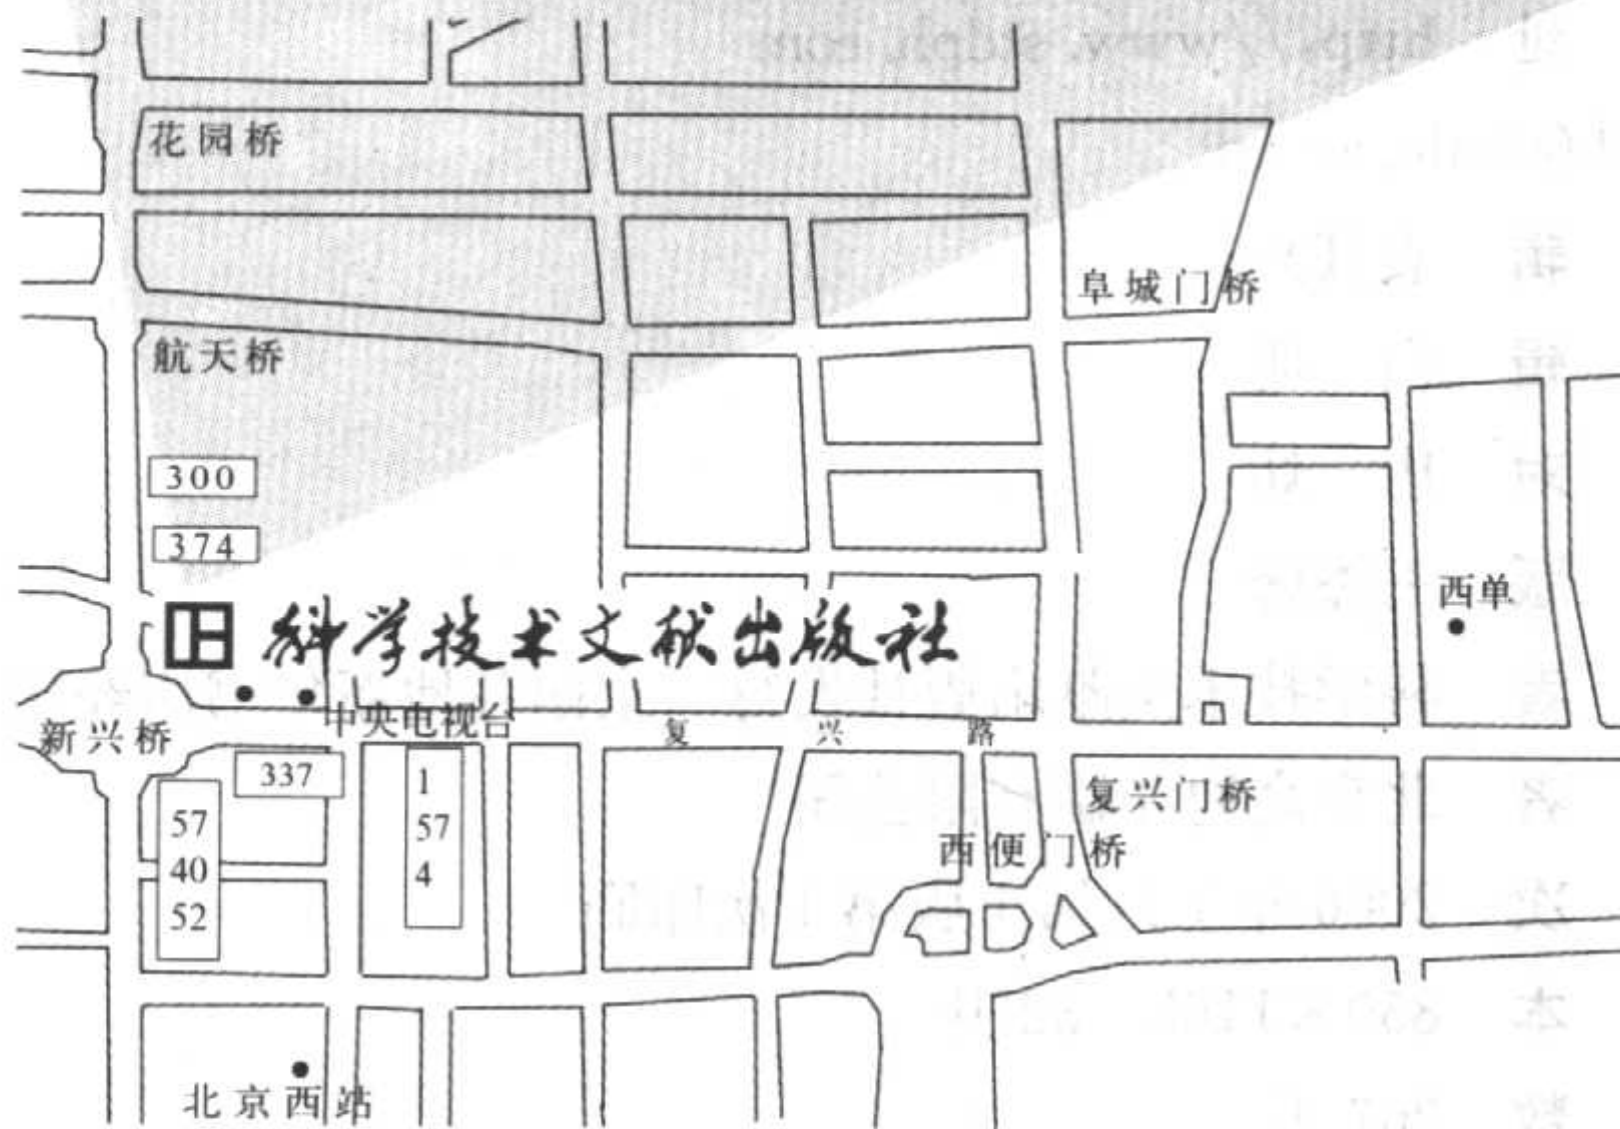 花园桥
阜城门桥
航天桥
300
374
西单
科学技术文献出版社
中央电视台
新兴桥
复兴路
337
1
57
4
57
40
52
复兴门桥
西便门桥
北京西站